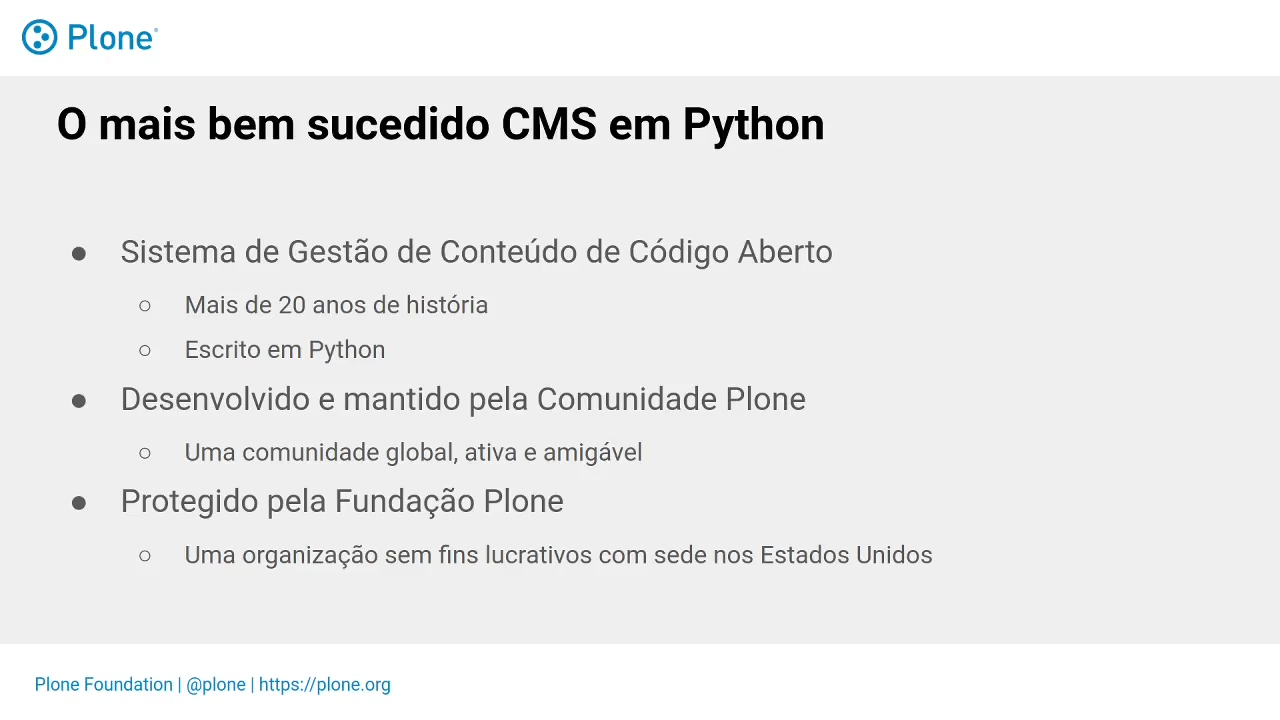 Plone®
O mais bem sucedido CMS em Python
● Sistema de Gestão de Conteúdo de Código Aberto
○ Mais de 20 anos de história
○ Escrito em Python
● Desenvolvido e mantido pela Comunidade Plone
○ Uma comunidade global, ativa e amigável
● Protegido pela Fundação Plone
○ Uma organização sem fins lucrativos com sede nos Estados Unidos
Plone Foundation | @plone | https://plone.org